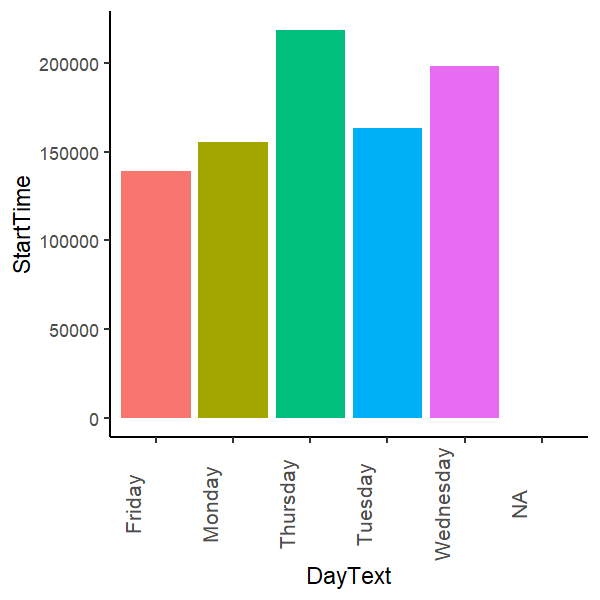 StartTime
200000
150000
100000
50000
0
Friday
Monday
Thursday
Tuesday
Wednesday
NA
DayText